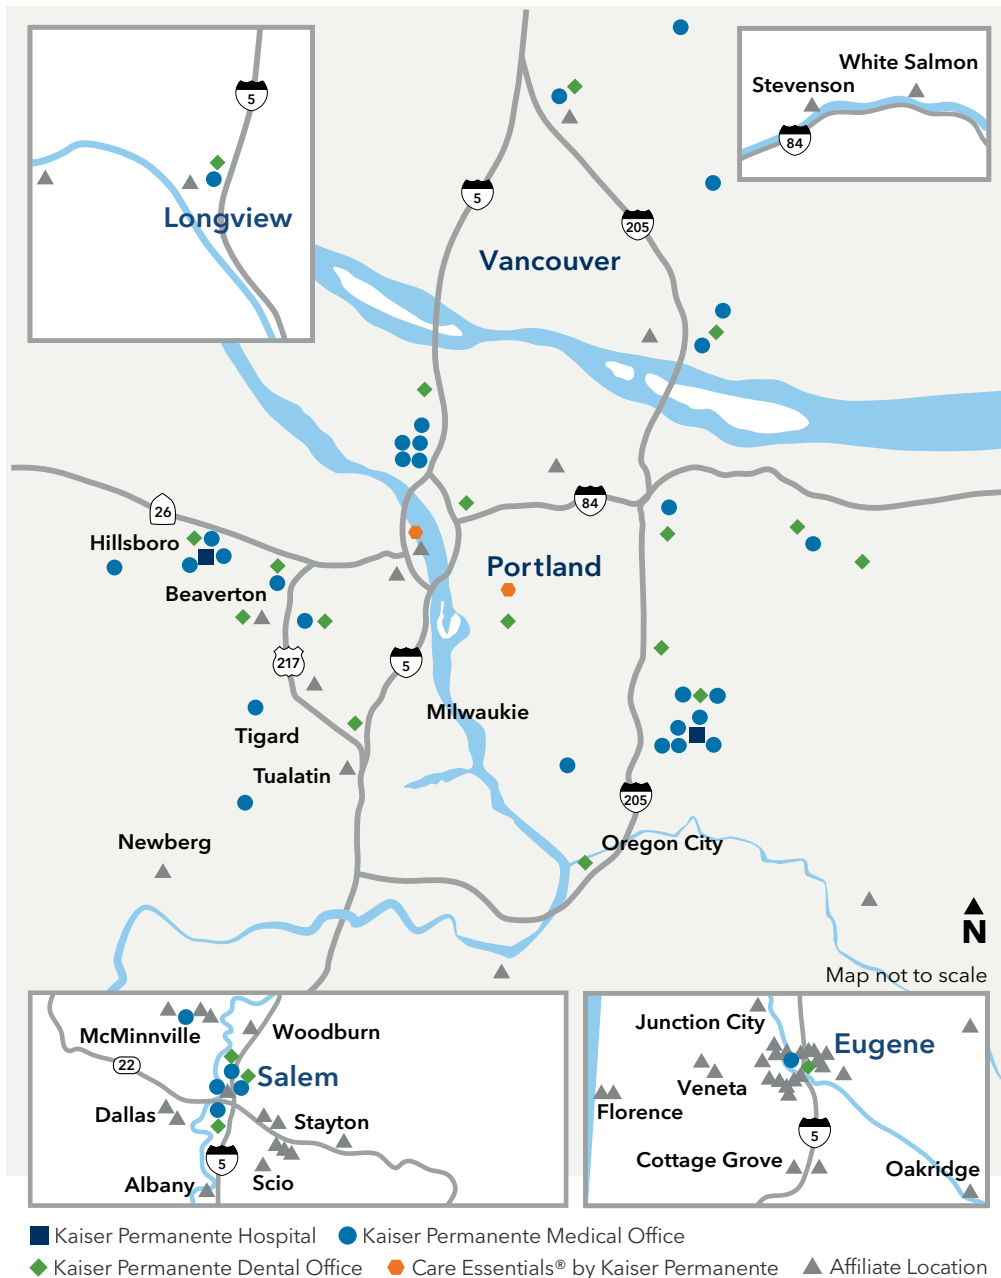 White Salmon
Stevenson
5
84
5
205
Longview
Vancouver
84
26
Hillsboro
Portland
Beaverton
217
5
Milwaukie
Tigard
Tualatin
205
Newberg
Oregon City
N
Map not to scale
McMinnville
Woodburn
22
Salem
Dallas
Stayton
5
Albany
Scio
Junction City
Eugene
Veneta
Florence
5
Cottage Grove
Oakridge
Kaiser Permanente Hospital
Kaiser Permanente Medical Office
Kaiser Permanente Dental Office
Care Essentials® by Kaiser Permanente
Affiliate Location